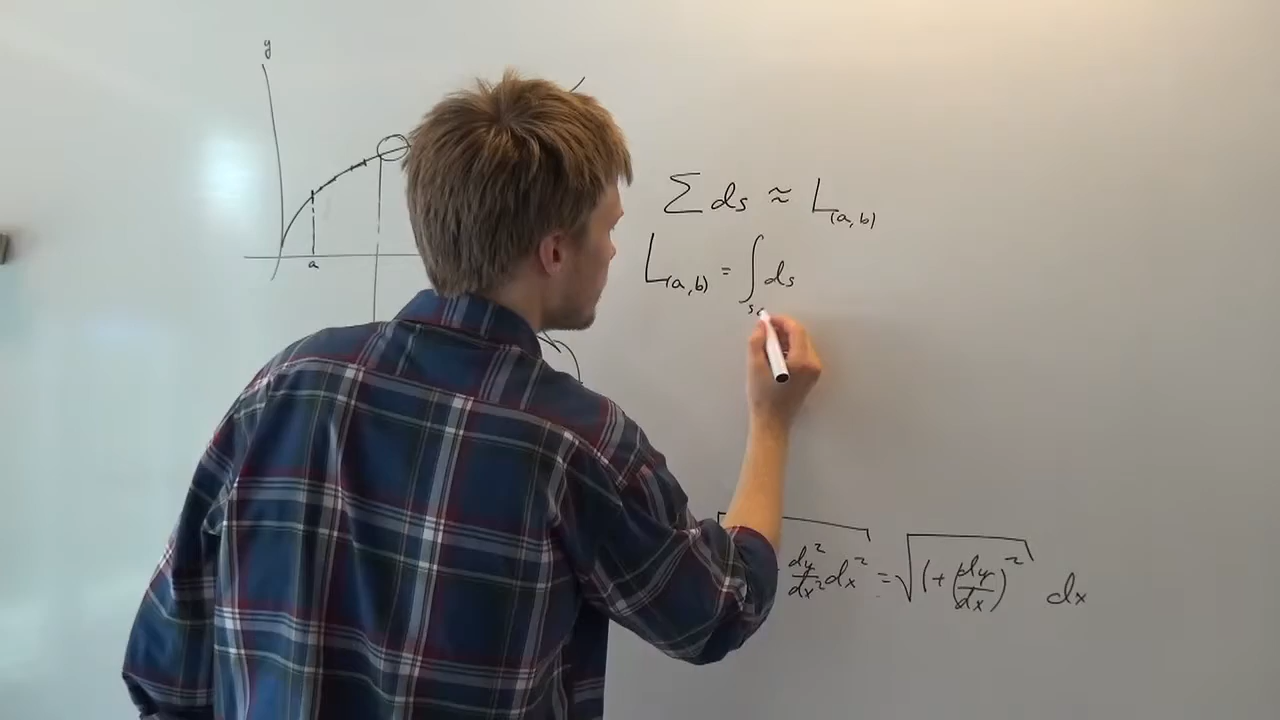 y
a
∑ ds ≈ L(a,b)
L(a,b) = ∫ ds
dy²/dx² dx² = √(1+(dy/dx)²) dx